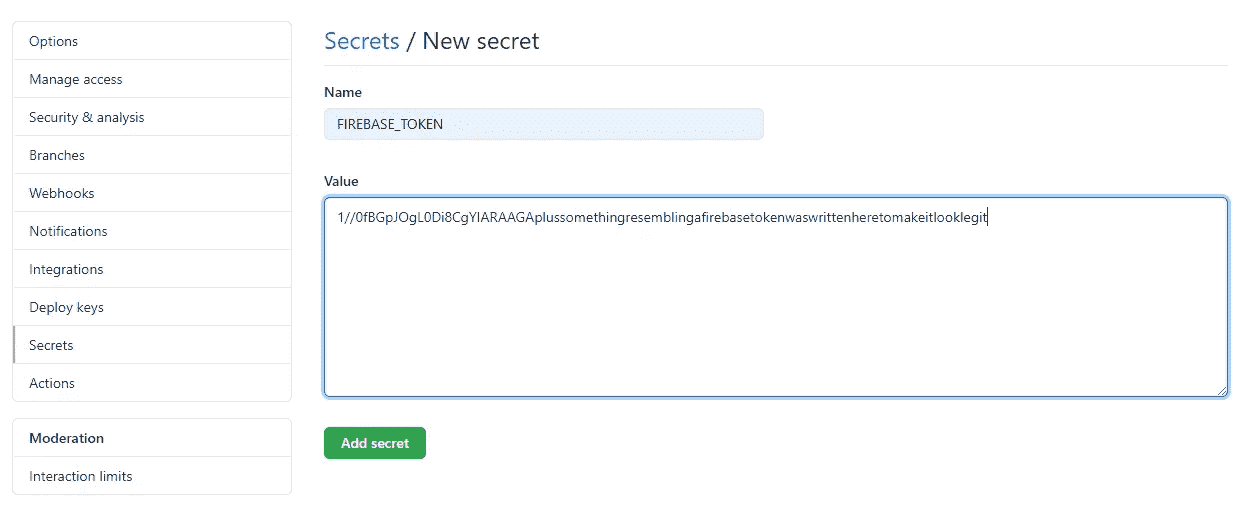 Options
Manage access
Security & analysis
Branches
Webhooks
Notifications
Integrations
Deploy keys
Secrets
Actions
Moderation
Interaction limits
Secrets / New secret
Name
FIREBASE_TOKEN
Value
1//0fBGpJOgL0Di8CgYIARAAGAplussomethingresemblingafirebasetokenwaswrittenheretomakeitlooklegit
Add secret